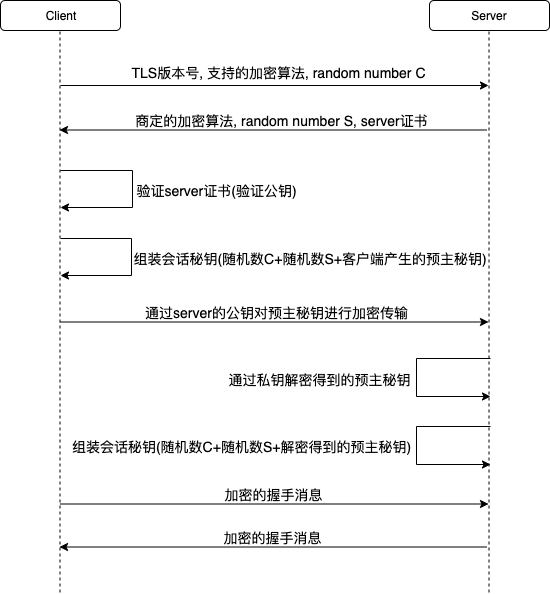 Client
Server
TLS版本号, 支持的加密算法, random number C
商定的加密算法, random number S, server证书
验证server证书(验证公钥)
组装会话秘钥(随机数C+随机数S+客户端产生的预主秘钥)
通过server的公钥对预主秘钥进行加密传输
通过私钥解密得到的预主秘钥
组装会话秘钥(随机数C+随机数S+解密得到的预主秘钥)
加密的握手消息
加密的握手消息